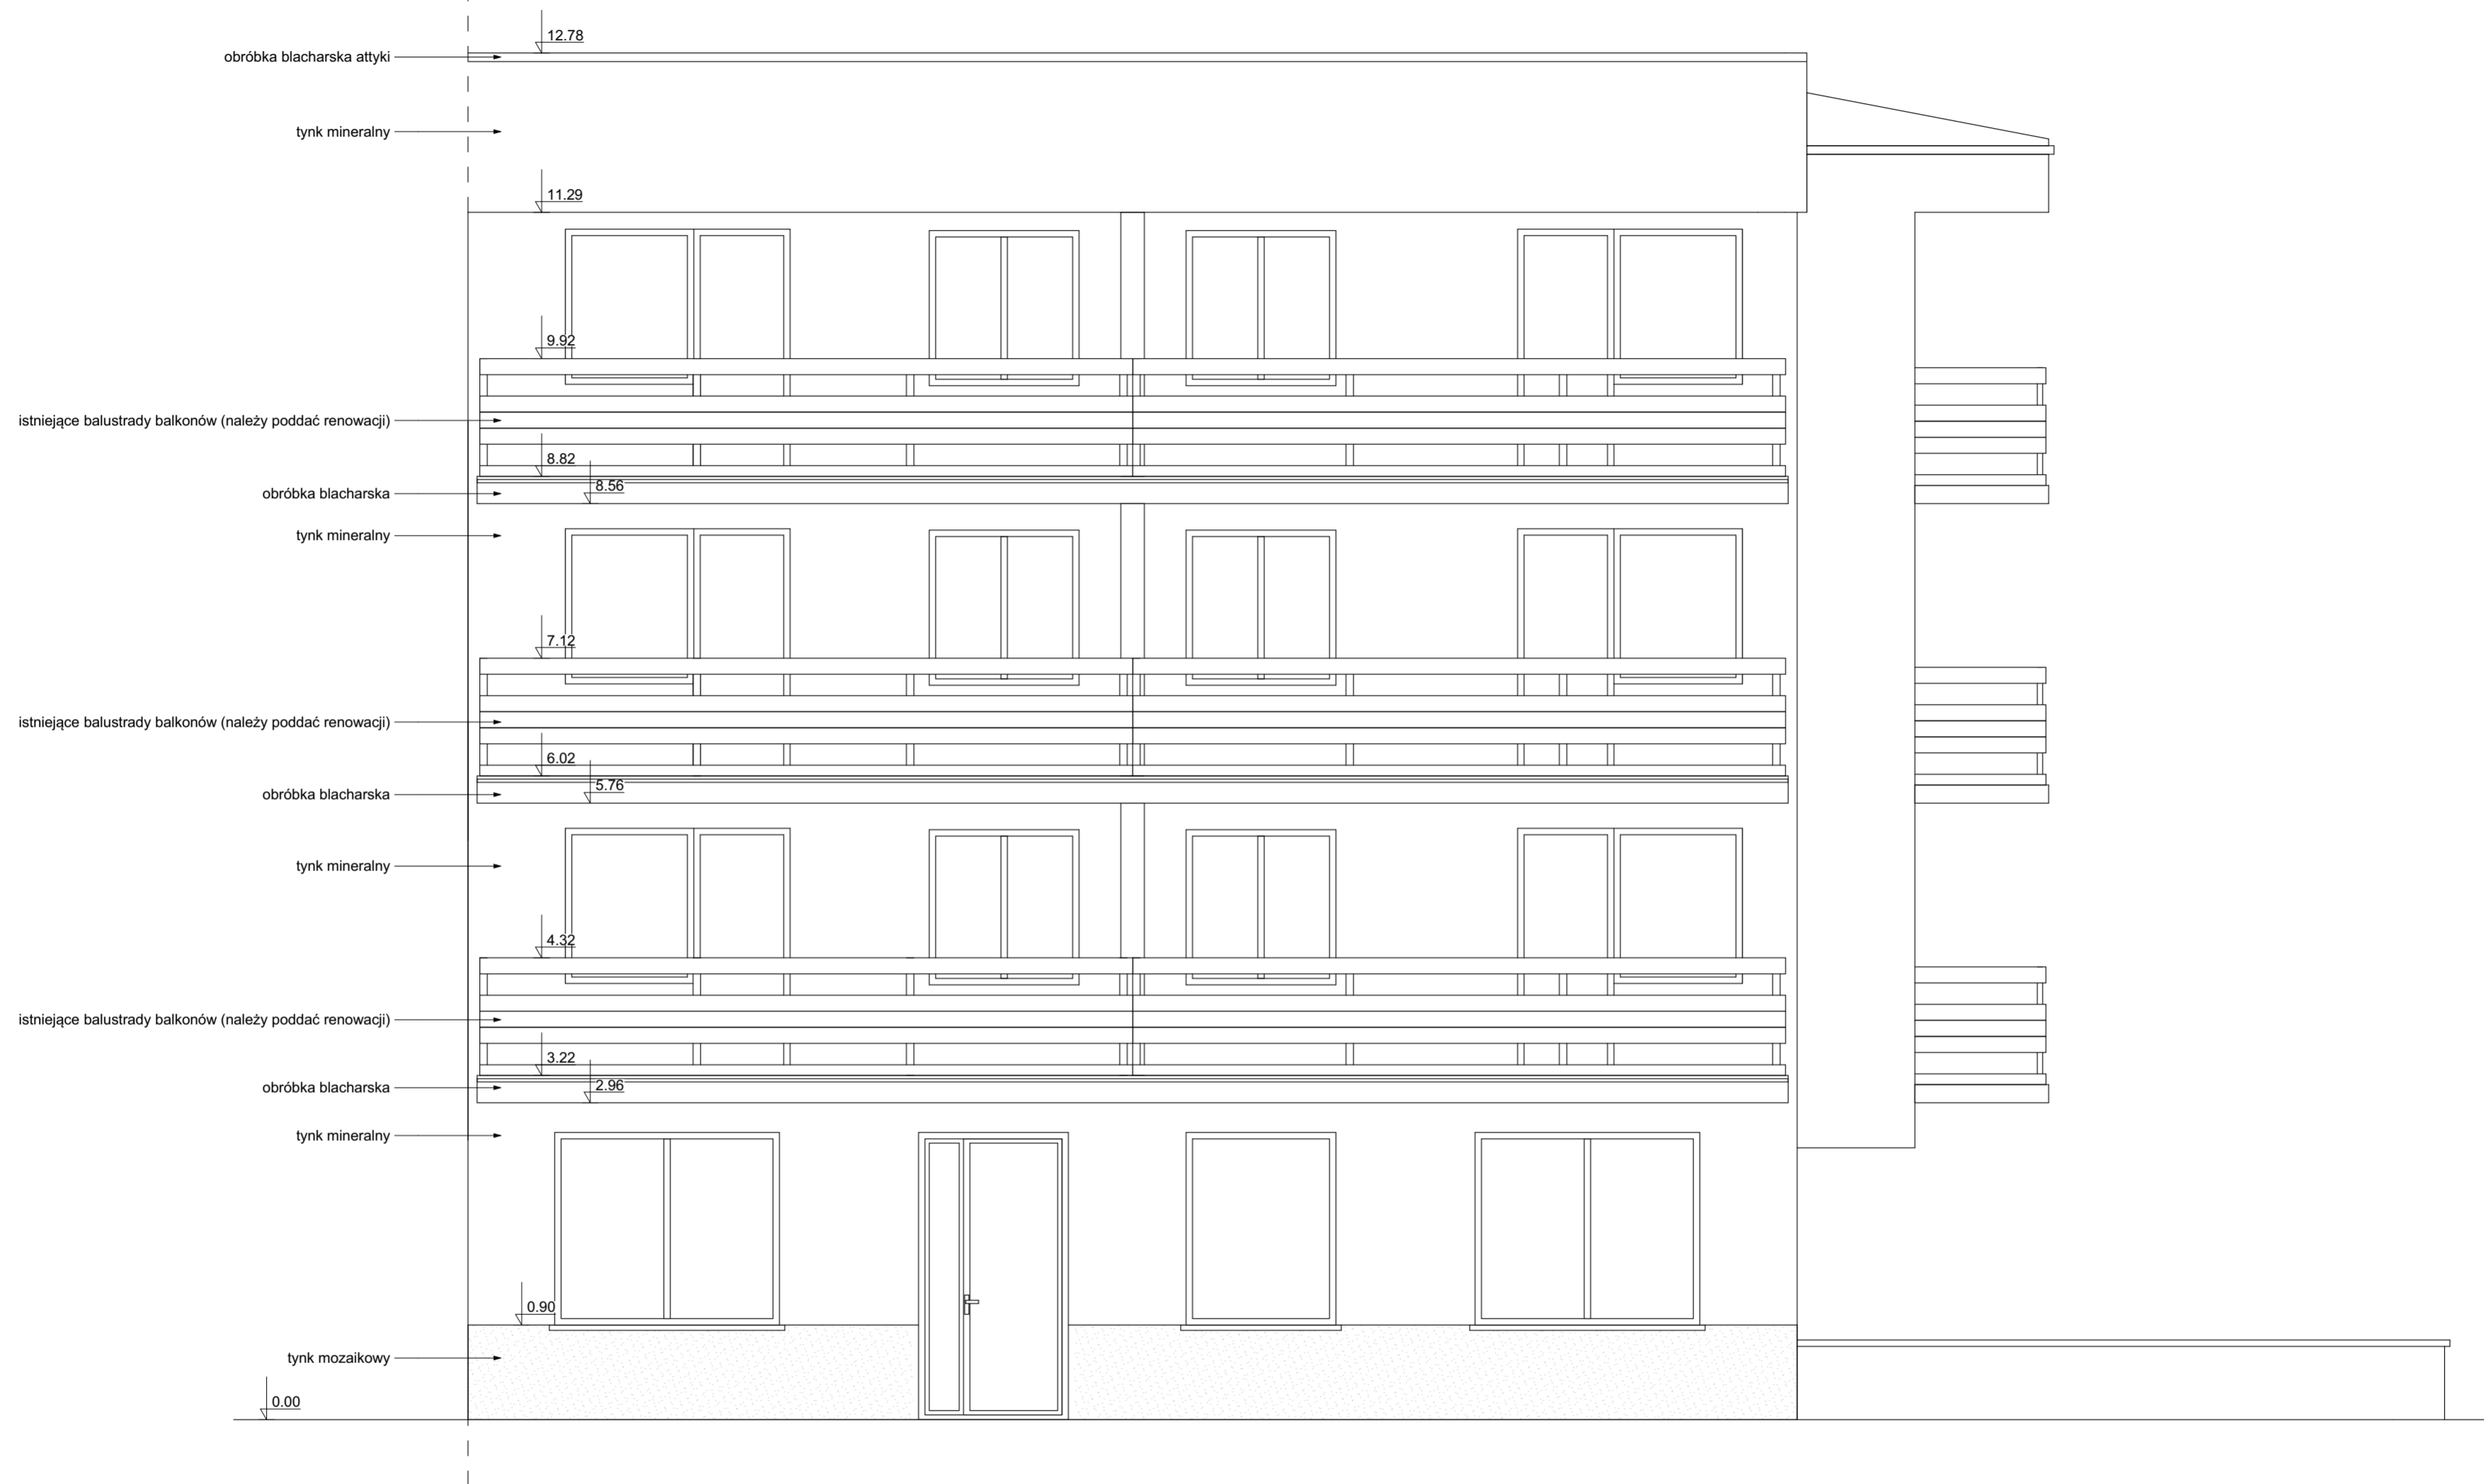 12.78
obróbka blacharska attyki
tynk mineralny
11.29
9.92
istniejące balustrady balkonów (należy poddać renowacji)
8.82
8.56
obróbka blacharska
tynk mineralny
7.12
istniejące balustrady balkonów (należy poddać renowacji)
6.02
5.76
obróbka blacharska
tynk mineralny
4.32
istniejące balustrady balkonów (należy poddać renowacji)
3.22
2.96
obróbka blacharska
tynk mineralny
0.90
tynk mozaikowy
0.00